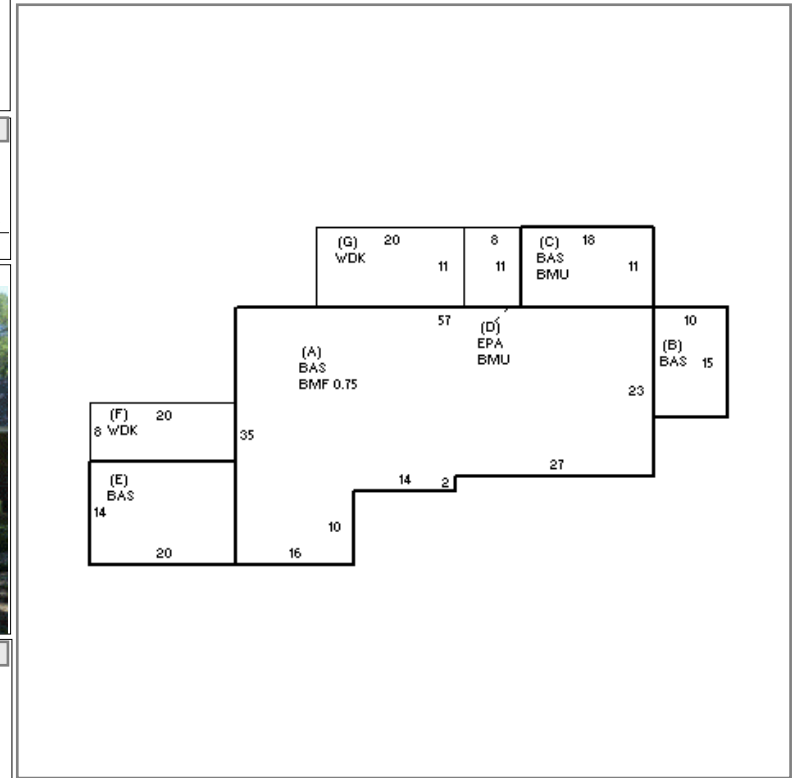 (G) 20
WDK
11
8
11
(C) 18
BAS
BMU
11
57
(D)
EPA
BMU
10
(B)
BAS 15
(A)
BAS
BMF 0.75
23
(F) 20
8 WDK
35
(E)
BAS
14
20
27
14
2
10
16